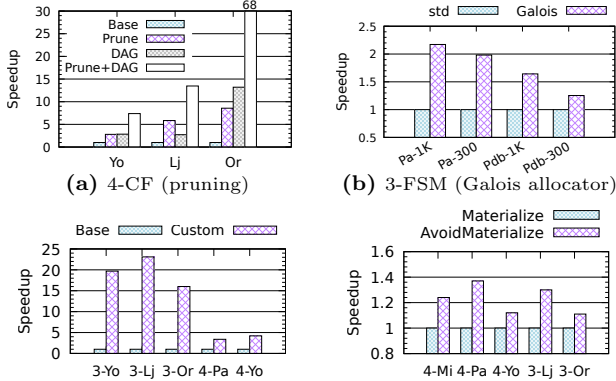 68
30
25
20
15
10
5
0
Speedup
Base
Prune
DAG
Prune+DAG
Yo Lj Or
(a) 4-CF (pruning)
std Galois
2.5
2
1.5
1
0.5
Speedup
Pa-1K Pa-300 Pdb-1K Pdb-300
(b) 3-FSM (Galois allocator)
Base Custom
25
20
15
10
5
0
Speedup
3-Yo 3-Lj 3-Or 4-Pa 4-Yo
Materialize
AvoidMaterialize
1.6
1.4
1.2
1
0.8
Speedup
4-Mi 4-Pa 4-Yo 3-Lj 3-Or